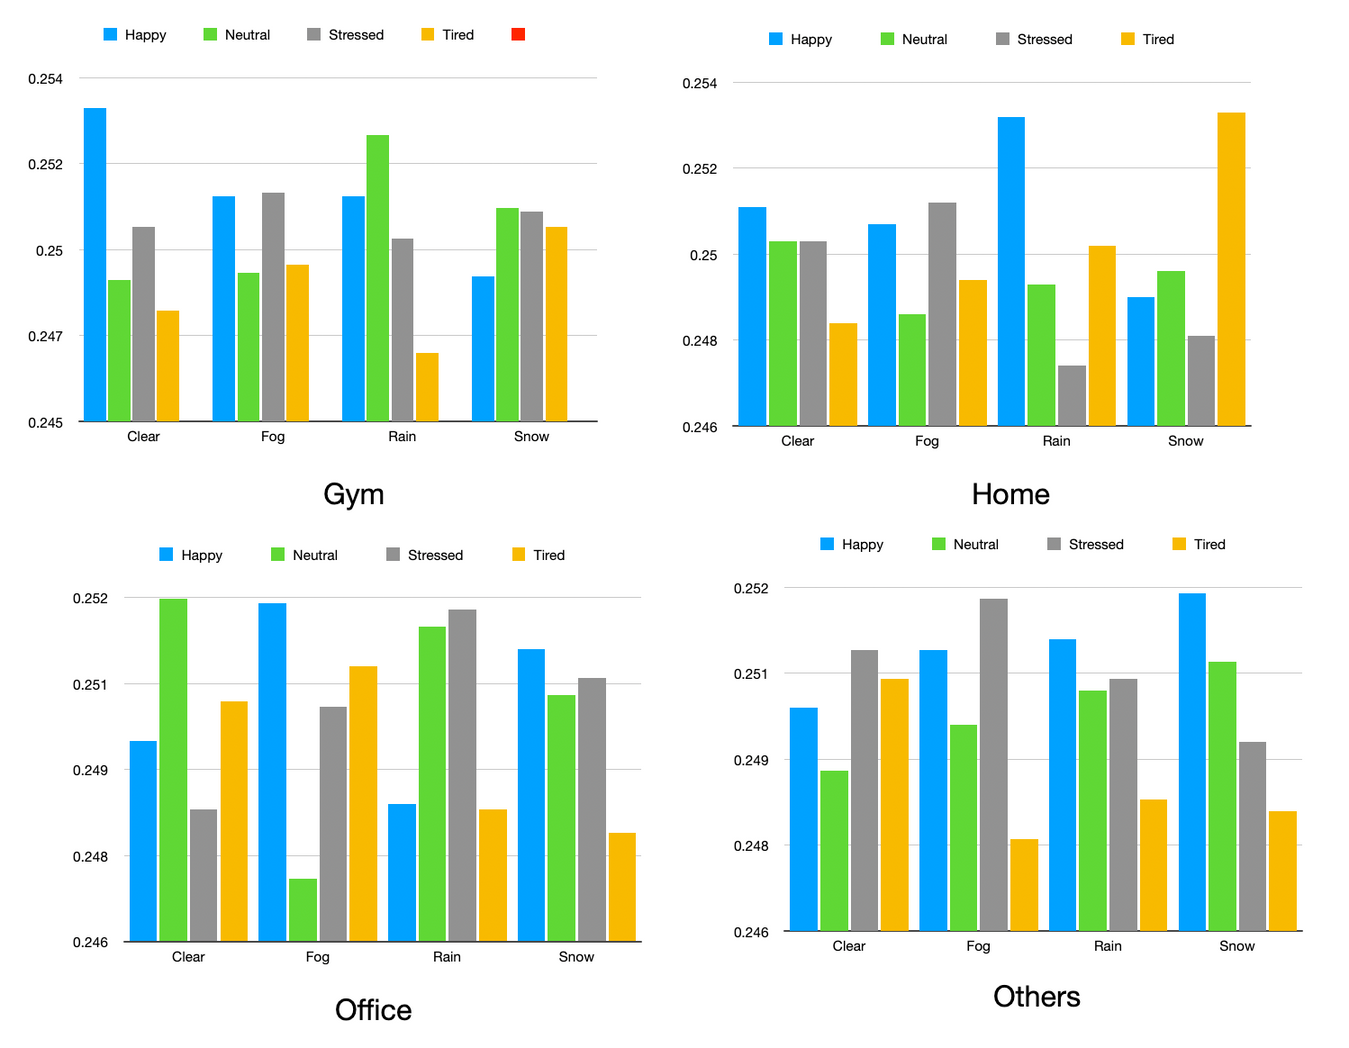 Happy Neutral Stressed Tired
0.254
0.252
0.25
0.247
0.245
Clear Fog Rain Snow
Gym
Happy Neutral Stressed Tired
0.254
0.252
0.25
0.248
0.246
Clear Fog Rain Snow
Home
Happy Neutral Stressed Tired
0.252
0.251
0.249
0.248
0.246
Clear Fog Rain Snow
Office
Happy Neutral Stressed Tired
0.252
0.251
0.249
0.248
0.246
Clear Fog Rain Snow
Others